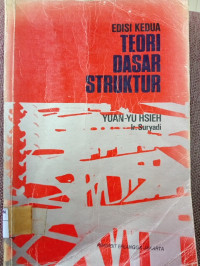 EDISI KEDUA
TEORI
DASAR
STRUKTUR
YUAN-YU HSIEH
Ir. Suryadi